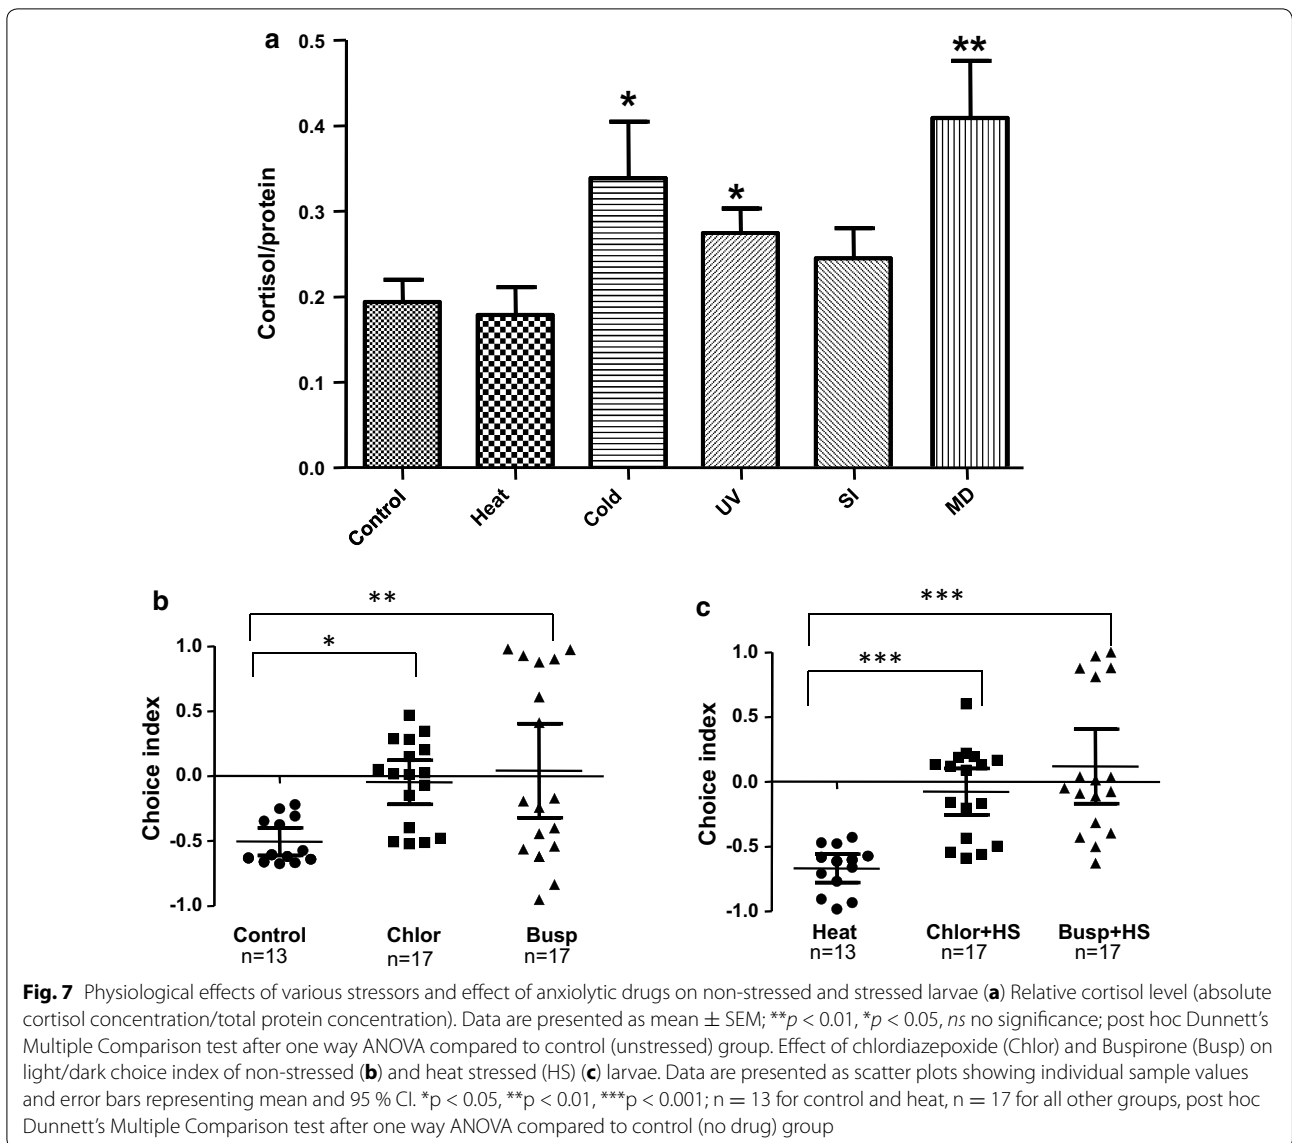 a
0.5
0.4
0.3
0.2
0.1
0.0
Cortisol/protein
*
*
**
Control
Heat
Cold
UV
SI
MD
b
**
*
1.0
0.5
0.0
-0.5
-1.0
Choice index
Control
n=13
Chlor
n=17
Busp
n=17
c
***
***
1.0
0.5
0.0
-0.5
-1.0
Choice index
Heat
n=13
Chlor+HS
n=17
Busp+HS
n=17
Fig. 7 Physiological effects of various stressors and effect of anxiolytic drugs on non-stressed and stressed larvae (a) Relative cortisol level (absolute
cortisol concentration/total protein concentration). Data are presented as mean ± SEM; **p < 0.01, *p < 0.05, ns no significance; post hoc Dunnett’s
Multiple Comparison test after one way ANOVA compared to control (unstressed) group. Effect of chlordiazepoxide (Chlor) and Buspirone (Busp) on
light/dark choice index of non-stressed (b) and heat stressed (HS) (c) larvae. Data are presented as scatter plots showing individual sample values
and error bars representing mean and 95 % CI. *p < 0.05, **p < 0.01, ***p < 0.001; n = 13 for control and heat, n = 17 for all other groups, post hoc
Dunnett’s Multiple Comparison test after one way ANOVA compared to control (no drug) group